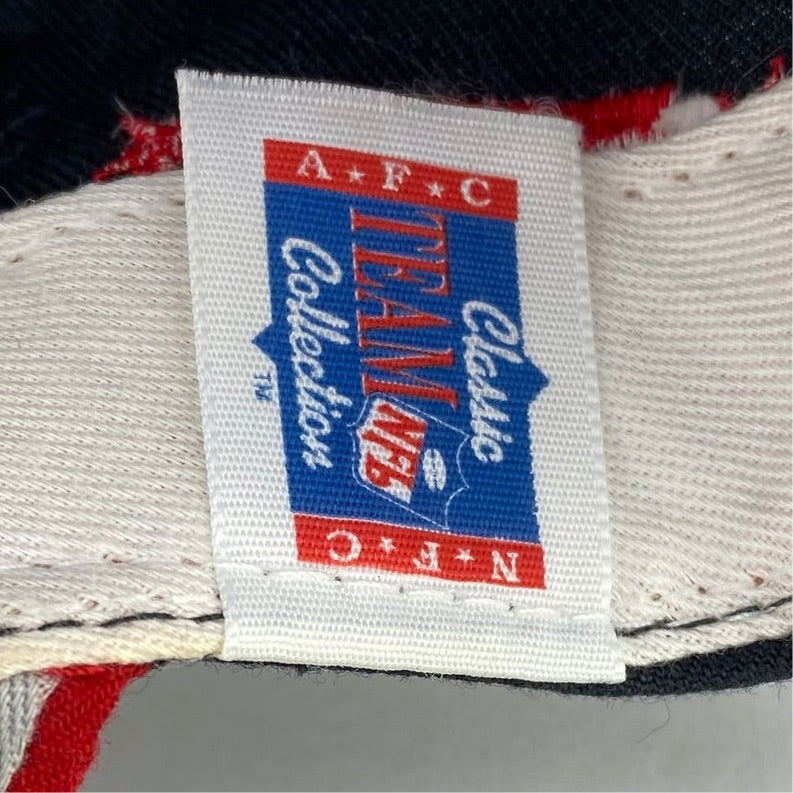 A★F★C
Classic
TEAM NFL
Collection
TM
N★F★C